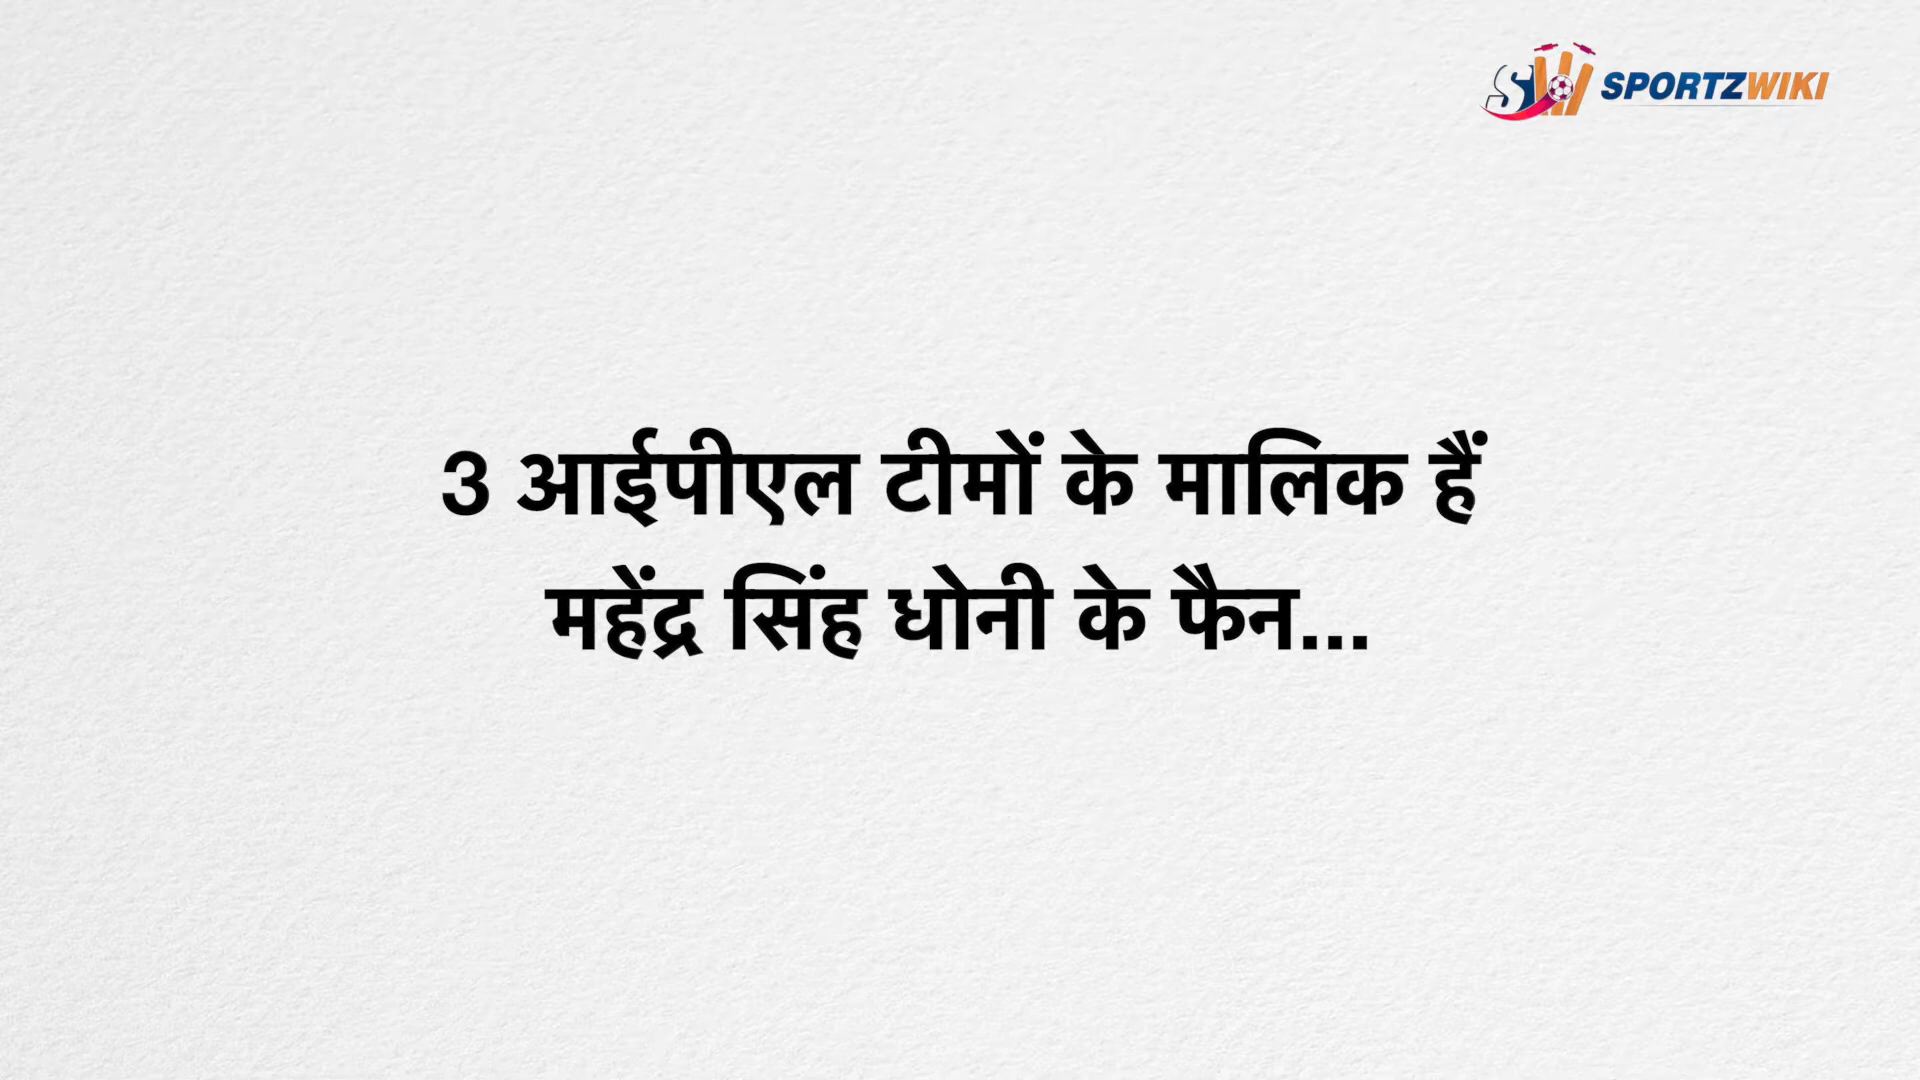 SPORTZWIKI
3 आईपीएल टीमों के मालिक हैं
महेंद्र सिंह धोनी के फैन...